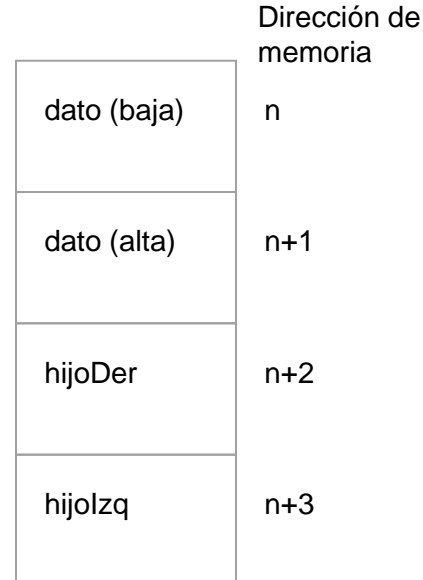 Dirección de
memoria
dato (baja) n
dato (alta) n+1
hijoDer n+2
hijoIzq n+3